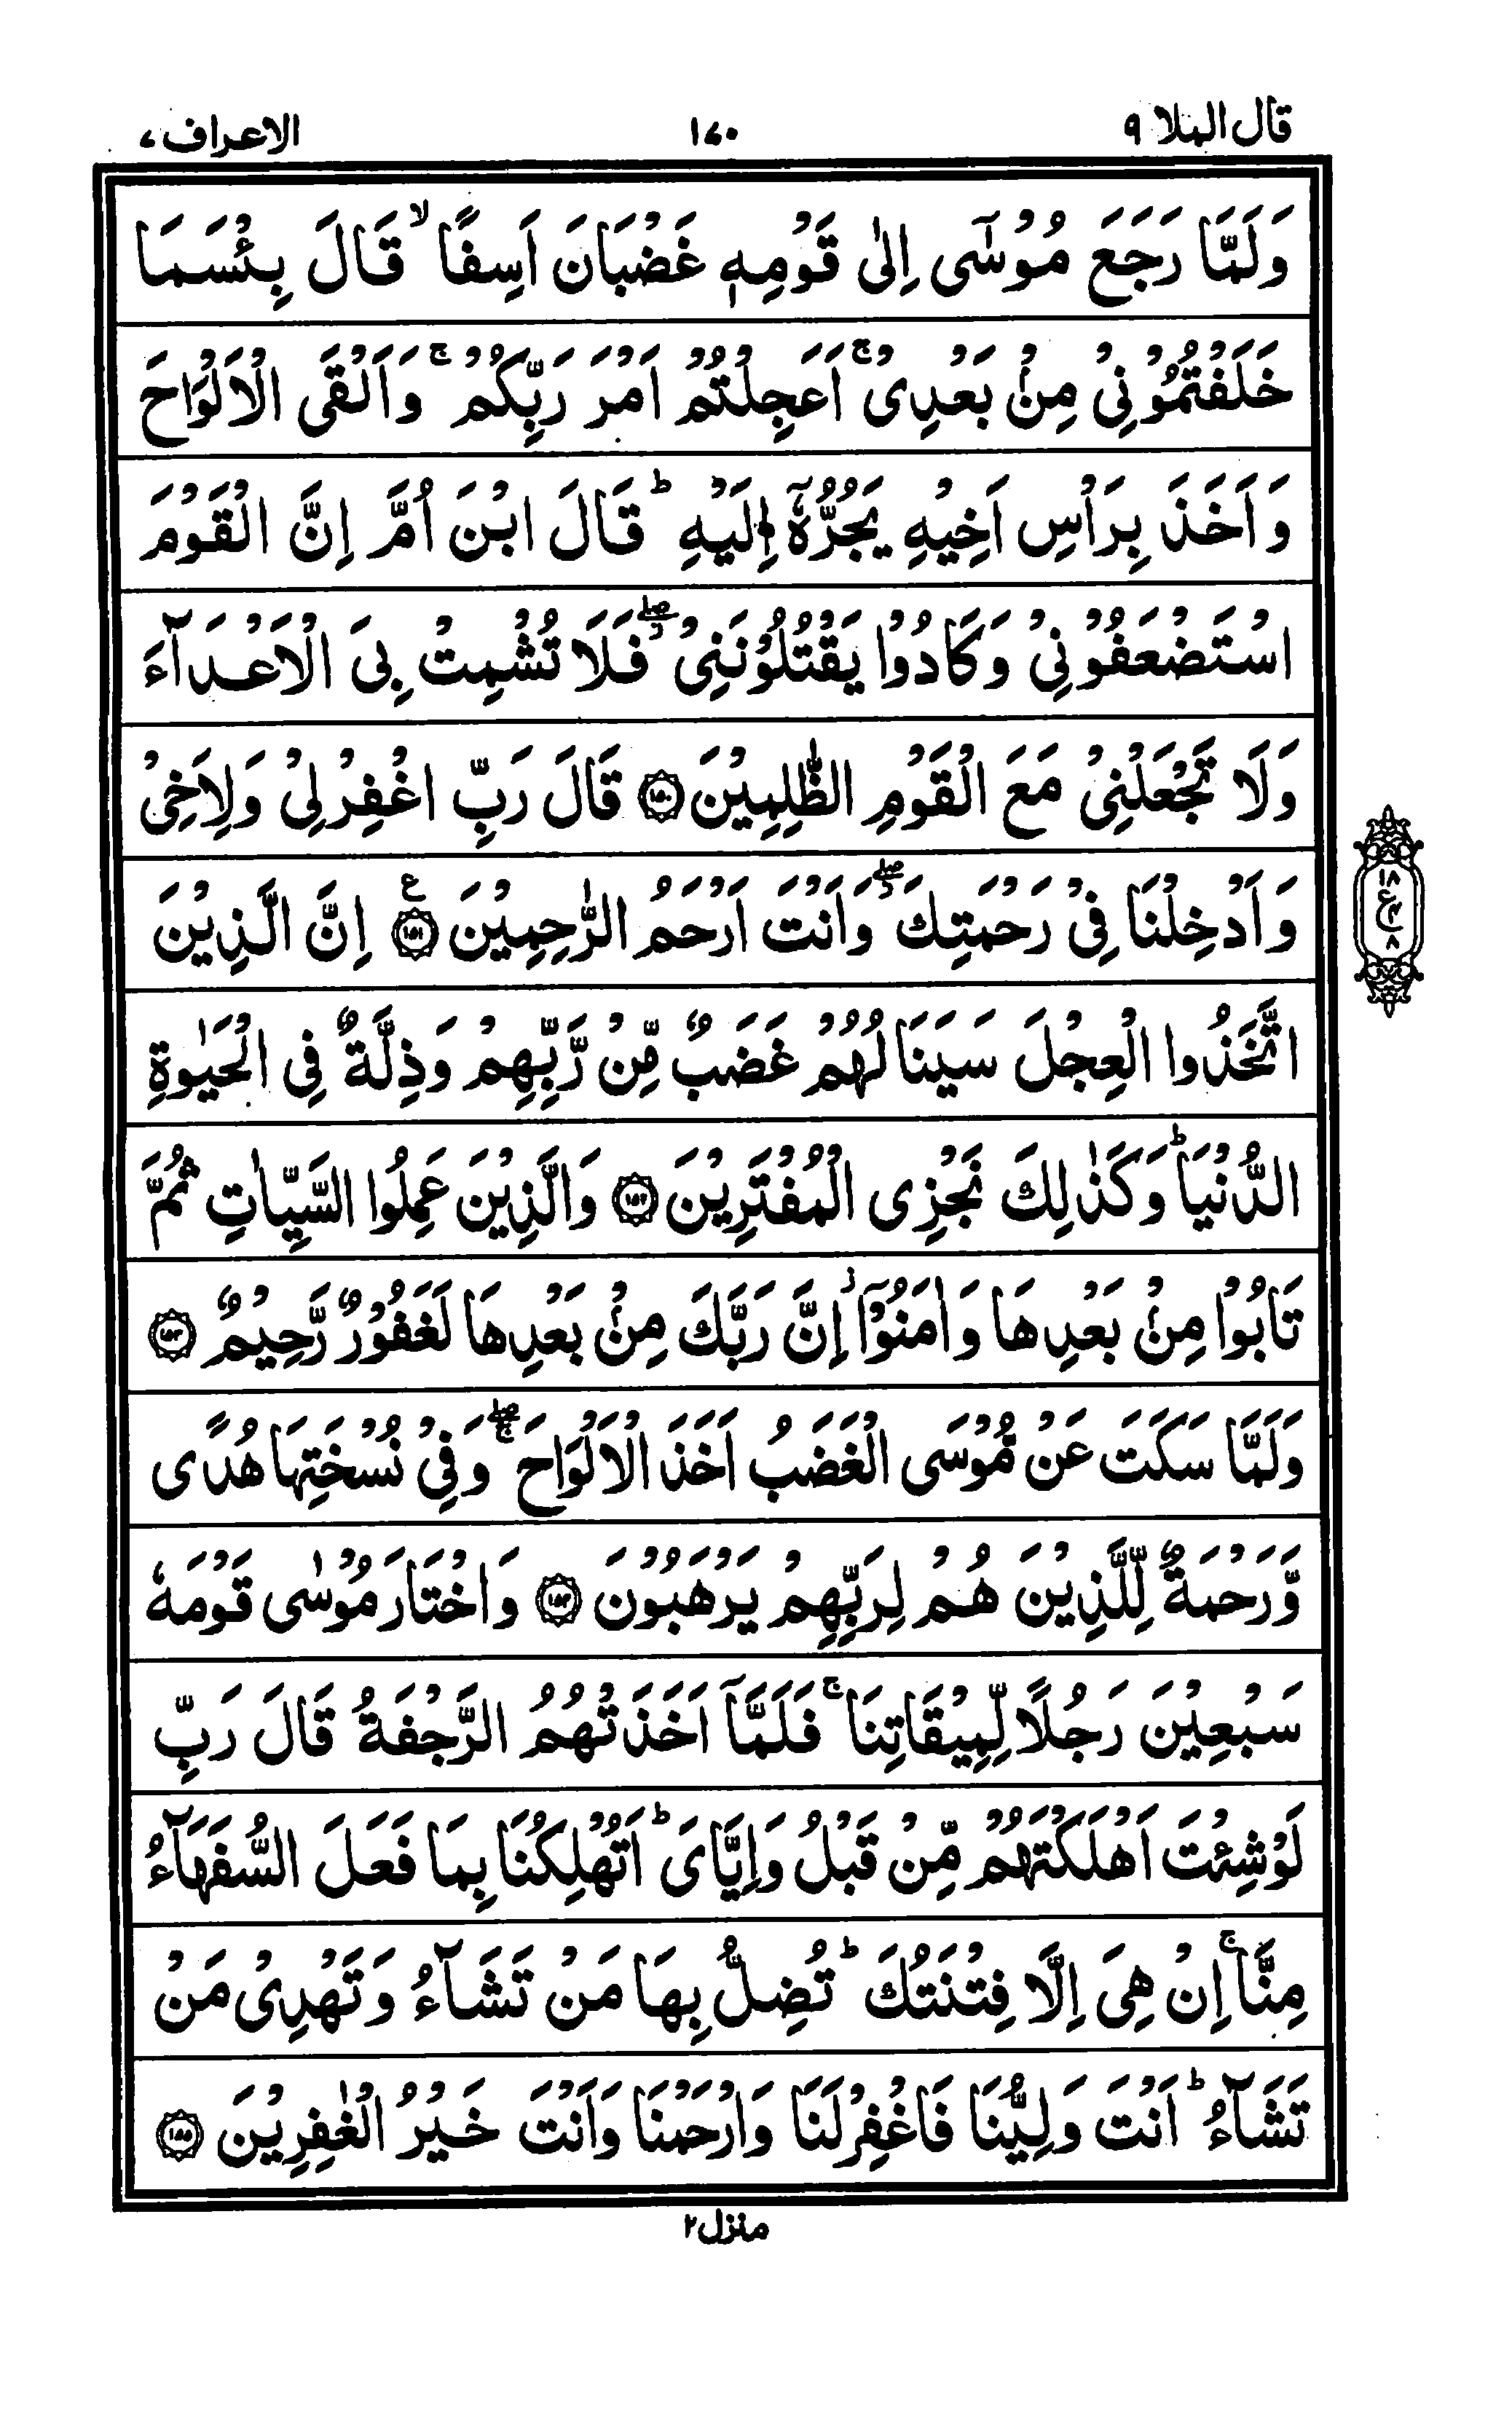 قال الملا ٩
١٧٠
الاعراف ٧
وَلَمَّا رَجَعَ مُوْسٰٓى اِلٰى قَوْمِهٖ غَضْبَانَ اَسِفًا ۙ قَالَ بِئْسَمَا
خَلَفْتُمُوْنِيْ مِنْۢ بَعْدِيْ ۚ اَعَجِلْتُمْ اَمْرَ رَبِّكُمْ ۚ وَاَلْقَى الْاَلْوَاحَ
وَاَخَذَ بِرَاْسِ اَخِيْهِ يَجُرُّهٗۤ اِلَيْهِ ؕ قَالَ ابْنَ اُمَّ اِنَّ الْقَوْمَ
اسْتَضْعَفُوْنِيْ وَكَادُوْا يَقْتُلُوْنَنِيْ ۖ٘ فَلَا تُشْمِتْ بِيَ الْاَعْدَآءَ
وَلَا تَجْعَلْنِيْ مَعَ الْقَوْمِ الظّٰلِمِيْنَ ۝١٥٠ قَالَ رَبِّ اغْفِرْ لِيْ وَلِاَخِيْ
وَاَدْخِلْنَا فِيْ رَحْمَتِكَ ۖ٘ وَاَنْتَ اَرْحَمُ الرّٰحِمِيْنَ ۝١٥١ ع اِنَّ الَّذِيْنَ
١٨
ع
٨
اتَّخَذُوا الْعِجْلَ سَيَنَالُهُمْ غَضَبٌ مِّنْ رَّبِّهِمْ وَذِلَّةٌ فِي الْحَيٰوةِ
الدُّنْيَا ؕ وَكَذٰلِكَ نَجْزِي الْمُفْتَرِيْنَ ۝١٥٢ وَالَّذِيْنَ عَمِلُوا السَّيِّاٰتِ ثُمَّ
تَابُوْا مِنْۢ بَعْدِهَا وَاٰمَنُوْۤا ؗ اِنَّ رَبَّكَ مِنْۢ بَعْدِهَا لَغَفُوْرٌ رَّحِيْمٌ ۝١٥٣
وَلَمَّا سَكَتَ عَنْ مُّوْسَى الْغَضَبُ اَخَذَ الْاَلْوَاحَ ۖۚ وَفِيْ نُسْخَتِهَا هُدًى
وَّرَحْمَةٌ لِّلَّذِيْنَ هُمْ لِرَبِّهِمْ يَرْهَبُوْنَ ۝١٥٤ وَاخْتَارَ مُوْسٰى قَوْمَهٗ
سَبْعِيْنَ رَجُلًا لِّمِيْقَاتِنَا ۚ فَلَمَّاۤ اَخَذَتْهُمُ الرَّجْفَةُ قَالَ رَبِّ
لَوْ شِئْتَ اَهْلَكْتَهُمْ مِّنْ قَبْلُ وَاِيَّايَ ؕ اَتُهْلِكُنَا بِمَا فَعَلَ السُّفَهَآءُ
مِنَّا ۚ اِنْ هِيَ اِلَّا فِتْنَتُكَ ؕ تُضِلُّ بِهَا مَنْ تَشَآءُ وَتَهْدِيْ مَنْ
تَشَآءُ ؕ اَنْتَ وَلِيُّنَا فَاغْفِرْ لَنَا وَارْحَمْنَا وَاَنْتَ خَيْرُ الْغٰفِرِيْنَ ۝١٥٥
منزل ٢